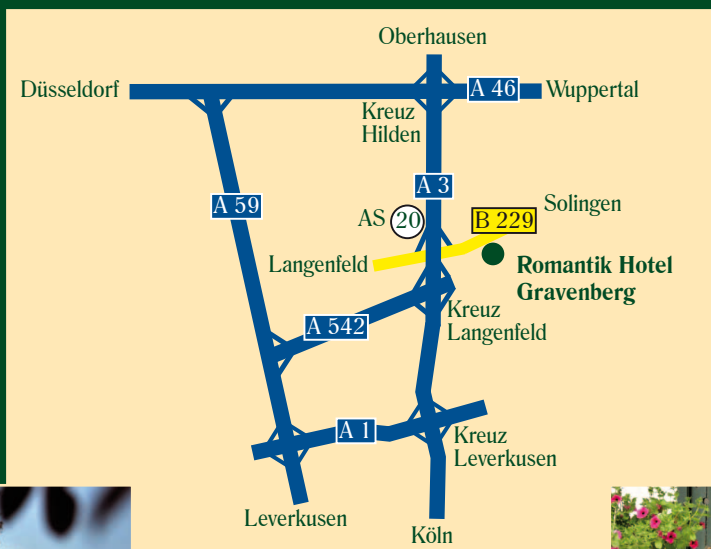 Oberhausen
Düsseldorf
A 46
Wuppertal
Kreuz
Hilden
A 3
A 59
AS 20
B 229
Solingen
Langenfeld
Romantik Hotel
Gravenberg
Kreuz
Langenfeld
A 542
A 1
Kreuz
Leverkusen
Leverkusen
Köln